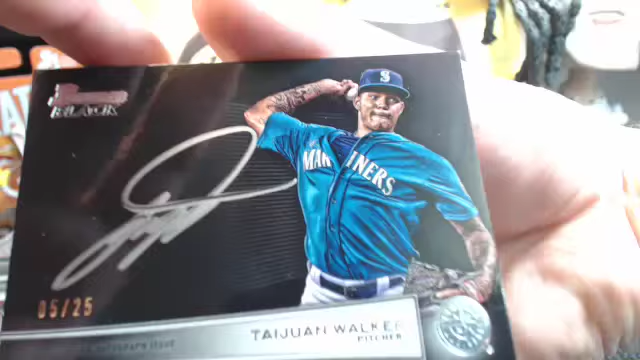 Bowman
BLACK
S
MARINERS
05/25
TAIJUAN WALKER
PITCHER